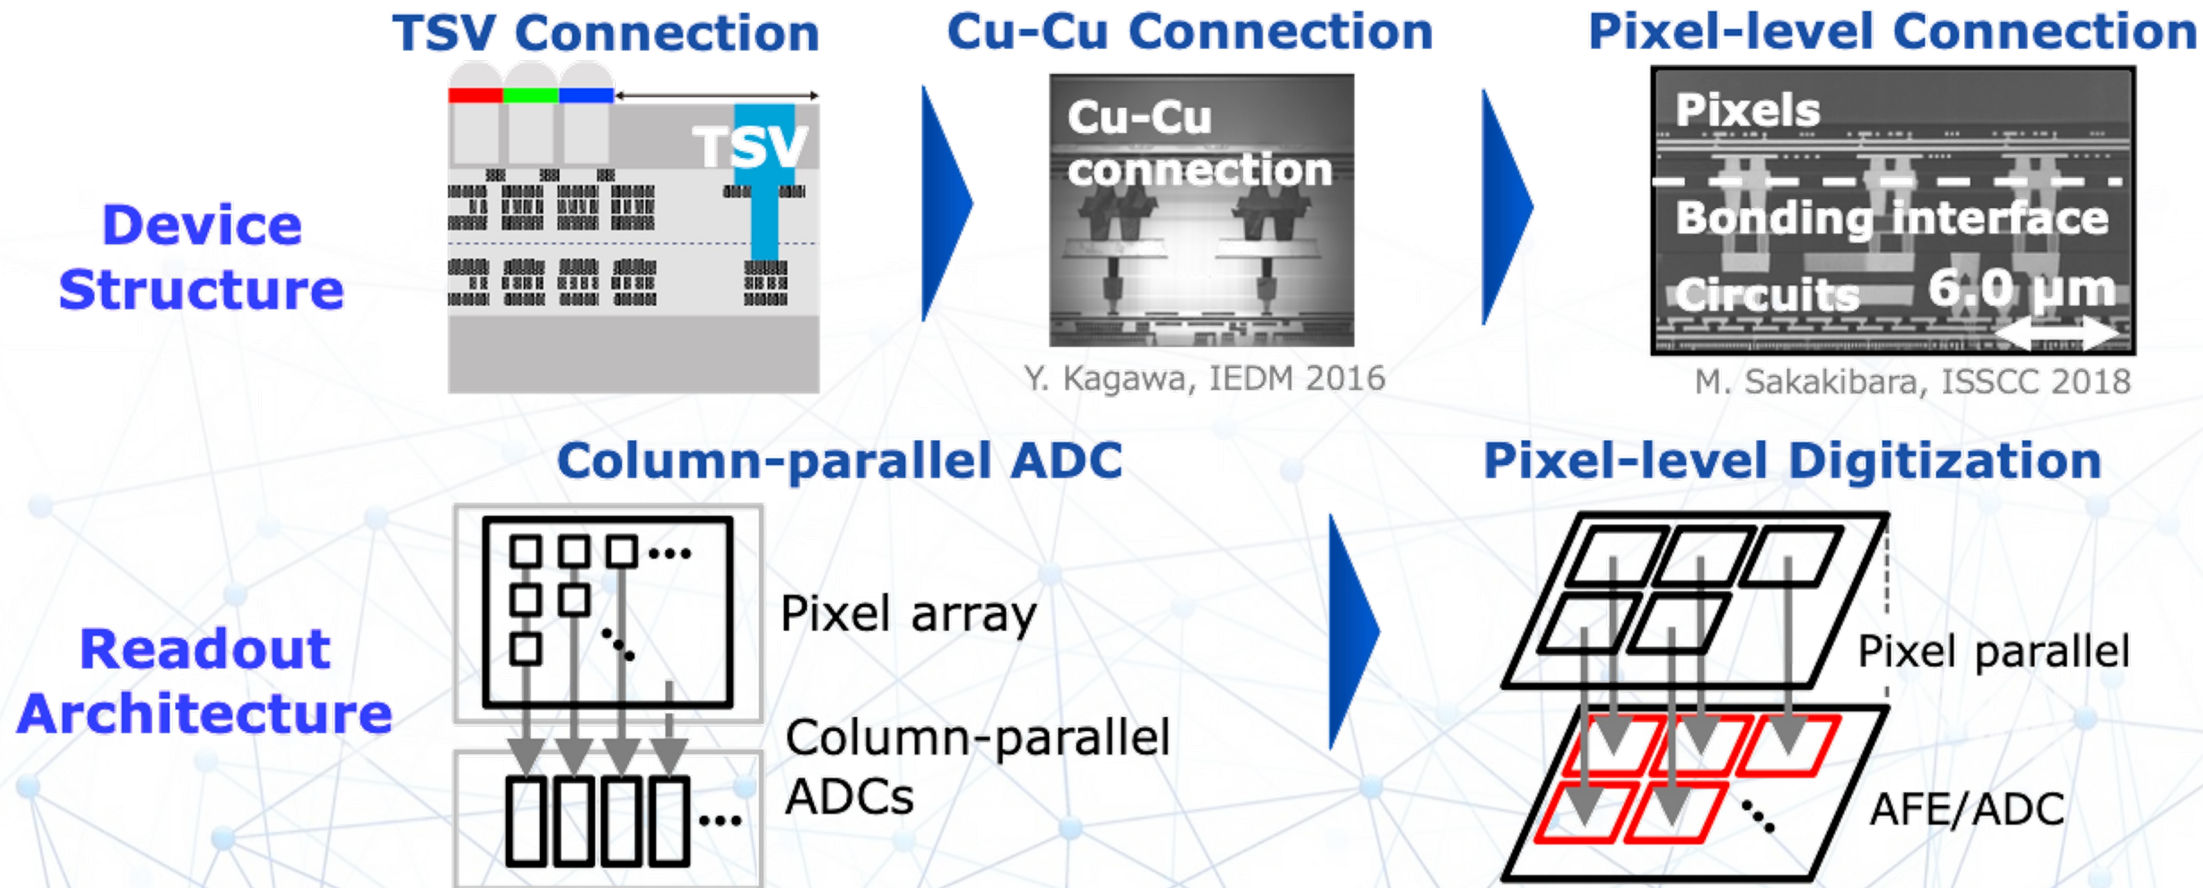 TSV Connection
Cu-Cu Connection
Pixel-level Connection
Device
Structure
TSV
Cu-Cu
connection
Y. Kagawa, IEDM 2016
Pixels
Bonding interface
Circuits 6.0 μm
M. Sakakibara, ISSCC 2018
Column-parallel ADC
Pixel-level Digitization
Readout
Architecture
Pixel array
Column-parallel
ADCs
Pixel parallel
AFE/ADC